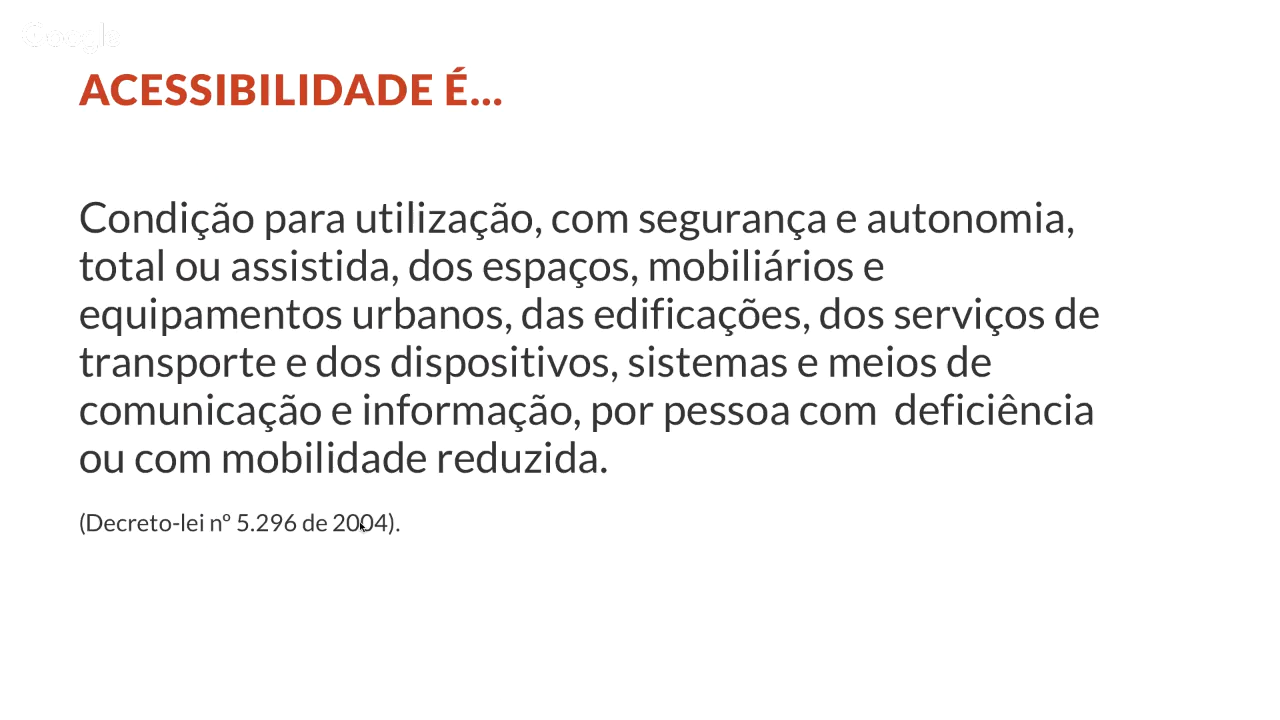 Google
ACESSIBILIDADE É...
Condição para utilização, com segurança e autonomia,
total ou assistida, dos espaços, mobiliários e
equipamentos urbanos, das edificações, dos serviços de
transporte e dos dispositivos, sistemas e meios de
comunicação e informação, por pessoa com  deficiência
ou com mobilidade reduzida.
(Decreto-lei nº 5.296 de 2004).